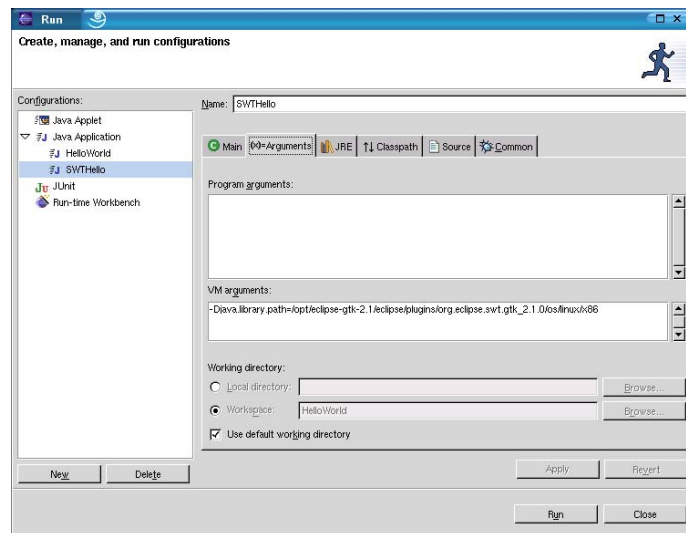 Run
Create, manage, and run configurations
Configurations:
Java Applet
Java Application
HelloWorld
SWTHello
JUnit
Run-time Workbench
New
Delete
Name: SWTHello
Main (x)=Arguments JRE Classpath Source Common
Program arguments:
VM arguments:
-Djava.library.path=/opt/eclipse-gtk-2.1/eclipse/plugins/org.eclipse.swt.gtk_2.1.0/os/linux/x86
Working directory:
Local directory: Browse...
Workspace: HelloWorld Browse...
Use default working directory
Apply Revert
Run Close